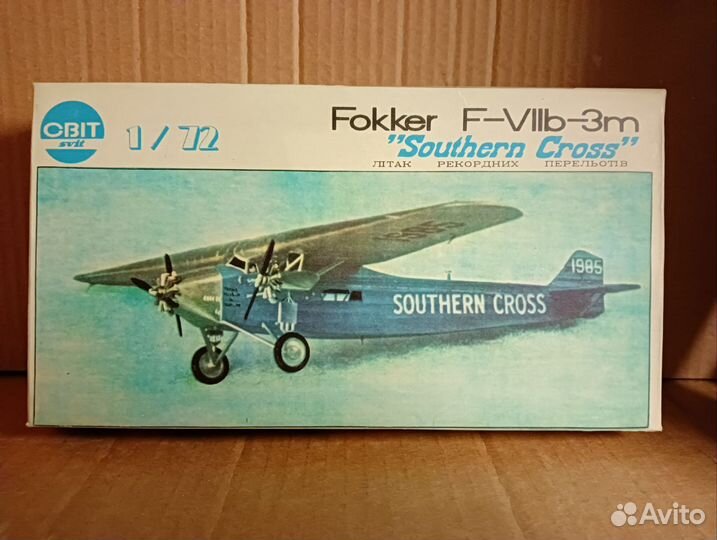 СВІТ
svit
1/72
Fokker F-VIIb-3m
"Southern Cross"
ЛІТАК РЕКОРДНИХ ПЕРЕЛЬОТІВ
1985
SOUTHERN CROSS
Avito